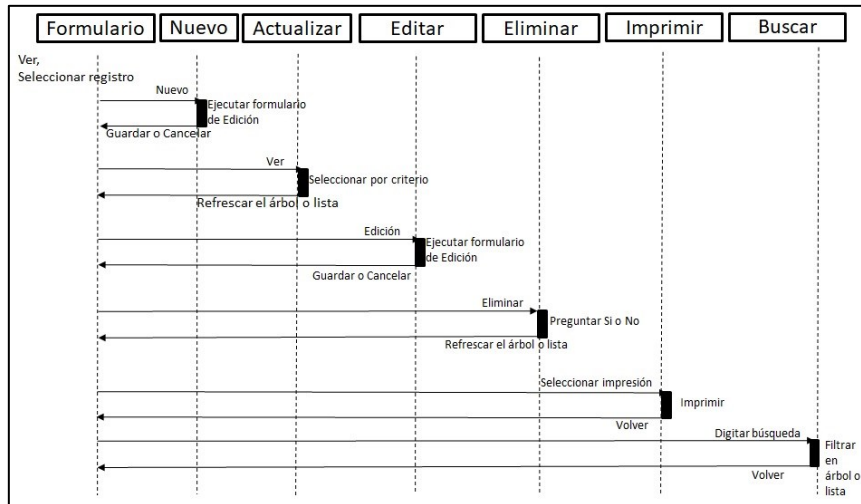 Formulario Nuevo Actualizar Editar Eliminar Imprimir Buscar
Ver,
Seleccionar registro
Nuevo
Ejecutar formulario
de Edición
Guardar o Cancelar
Ver
Seleccionar por criterio
Refrescar el árbol o lista
Edición
Ejecutar formulario
de Edición
Guardar o Cancelar
Eliminar
Preguntar Si o No
Refrescar el árbol o lista
Seleccionar impresión
Imprimir
Volver
Digitar búsqueda
Filtrar
en
árbol o
lista
Volver